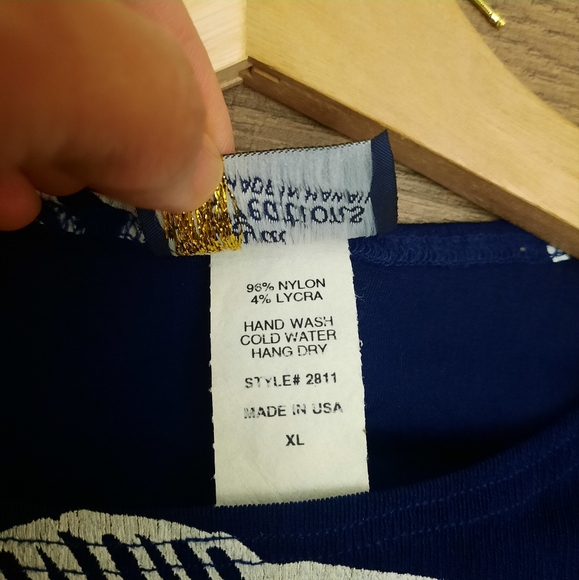 96% NYLON
4% LYCRA
HAND WASH
COLD WATER
HANG DRY
STYLE# 2811
MADE IN USA
XL